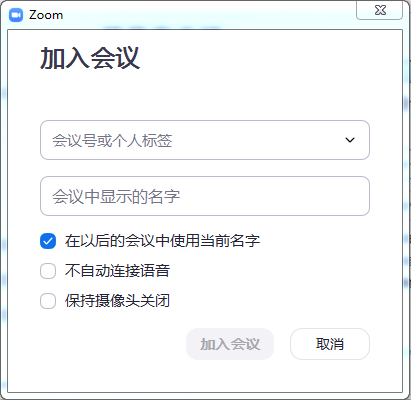 Zoom
加入会议
会议号或个人标签
会议中显示的名字
在以后的会议中使用当前名字
不自动连接语音
保持摄像头关闭
加入会议
取消